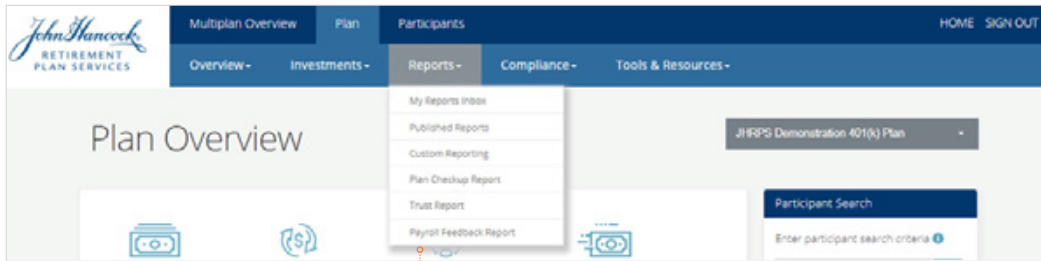 John Hancock
RETIREMENT
PLAN SERVICES
Multiplan Overview Plan Participants HOME SIGN OUT
Overview Investments Reports Compliance Tools & Resources
My Reports Inbox
Published Reports
Custom Reporting
Plan Checkup Report
Trust Report
Payroll Feedback Report
Plan Overview
JHRPS Demonstration 401(k) Plan
Participant Search
Enter participant search criteria